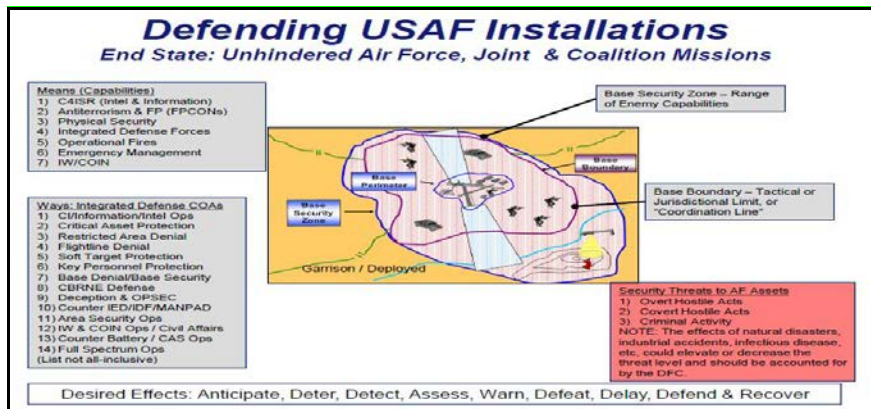 Defending USAF Installations
End State: Unhindered Air Force, Joint & Coalition Missions
Means (Capabilities)
1) C4ISR (Intel & Information)
2) Antiterrorism & FP (FPCONs)
3) Physical Security
4) Integrated Defense Forces
5) Operational Fires
6) Emergency Management
7) IW/COIN
Ways: Integrated Defense COAs
1) CI/Information/Intel Ops
2) Critical Asset Protection
3) Restricted Area Denial
4) Flightline Denial
5) Soft Target Protection
6) Key Personnel Protection
7) Base Denial/Base Security
8) CBRNE Defense
9) Deception & OPSEC
10) Counter IED/IDF/MANPAD
11) Area Security Ops
12) IW & COIN Ops / Civil Affairs
13) Counter Battery / CAS Ops
14) Full Spectrum Ops
(List not all-inclusive)
Base Perimeter
Base Boundary
Base Security Zone
Garrison / Deployed
Base Security Zone – Range
of Enemy Capabilities
Base Boundary – Tactical or
Jurisdictional Limit, or
"Coordination Line"
Security Threats to AF Assets
1) Overt Hostile Acts
2) Covert Hostile Acts
3) Criminal Activity
NOTE: The effects of natural disasters,
industrial accidents, infectious disease,
etc, could elevate or decrease the
threat level and should be accounted for
by the DFC.
Desired Effects: Anticipate, Deter, Detect, Assess, Warn, Defeat, Delay, Defend & Recover